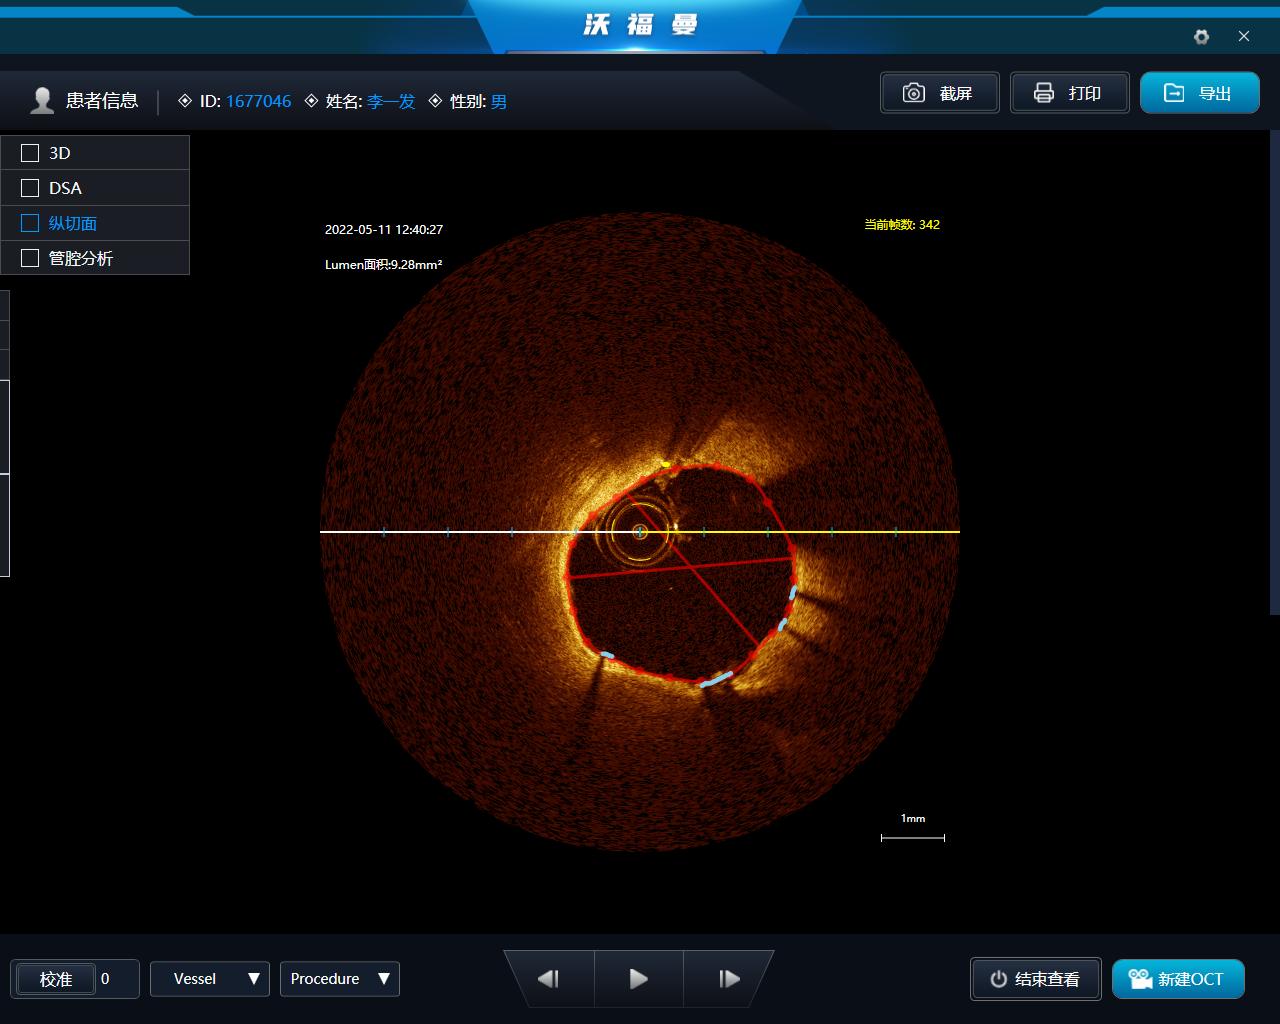 沃福曼
患者信息
ID: 1677046
姓名: 李一发
性别: 男
截屏
打印
导出
3D
DSA
纵切面
管腔分析
2022-05-11 12:40:27
当前帧数: 342
Lumen面积:9.28mm²
1mm
校准
0
Vessel
Procedure
结束查看
新建OCT